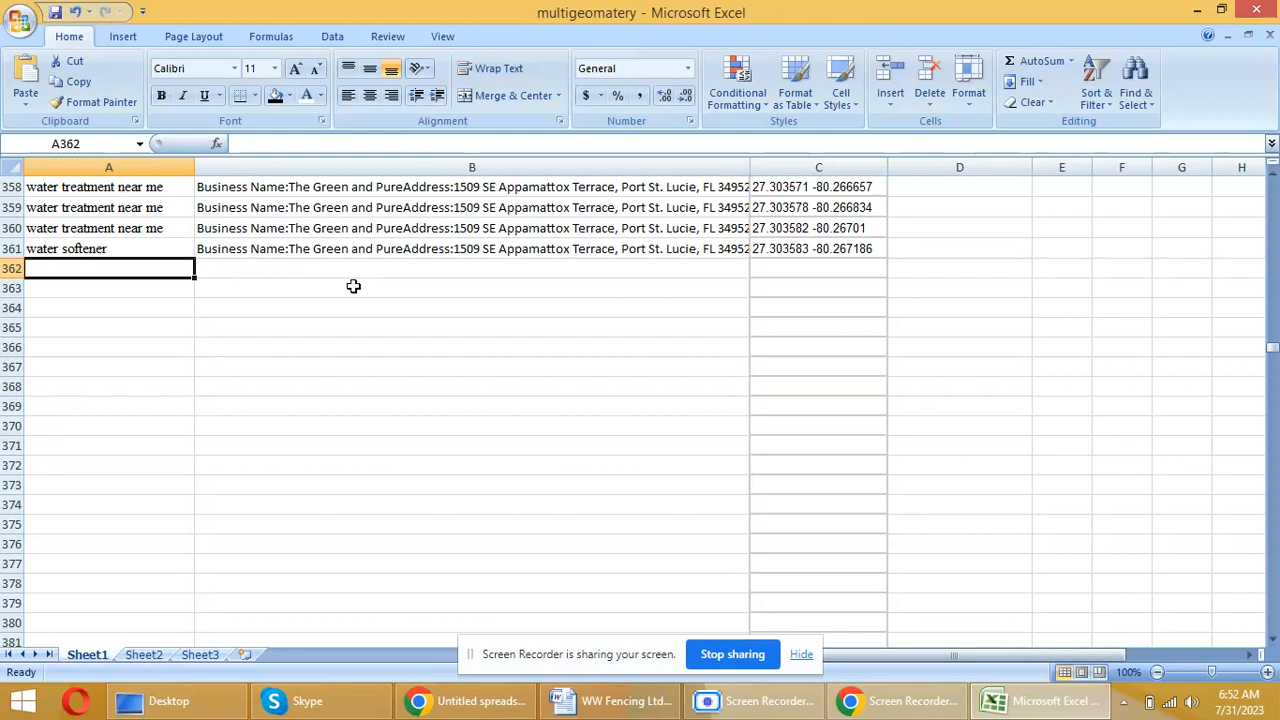 multigeomatery - Microsoft Excel
Home Insert Page Layout Formulas Data Review View
Paste Cut Copy Format Painter Clipboard
Calibri 11 A A B I U A Font
Wrap Text Merge & Center Alignment
General $ % , Number
Conditional Formatting Format as Table Cell Styles Styles
Insert Delete Format Cells
Σ AutoSum Fill Clear Sort & Filter Find & Select Editing
A362 fx
A B C D E F G H
358 water treatment near me Business Name:The Green and PureAddress:1509 SE Appamattox Terrace, Port St. Lucie, FL 34952 27.303571 -80.266657
359 water treatment near me Business Name:The Green and PureAddress:1509 SE Appamattox Terrace, Port St. Lucie, FL 34952 27.303578 -80.266834
360 water treatment near me Business Name:The Green and PureAddress:1509 SE Appamattox Terrace, Port St. Lucie, FL 34952 27.303582 -80.26701
361 water softener Business Name:The Green and PureAddress:1509 SE Appamattox Terrace, Port St. Lucie, FL 34952 27.303583 -80.267186
362
363
364
365
366
367
368
369
370
371
372
373
374
375
376
377
378
379
380
381
Sheet1 Sheet2 Sheet3
Screen Recorder is sharing your screen. Stop sharing Hide
Ready 100%
Desktop Skype Untitled spreads... WW Fencing Ltd... Screen Recorder... Screen Recorder... Microsoft Excel ... 6:52 AM
7/31/2023